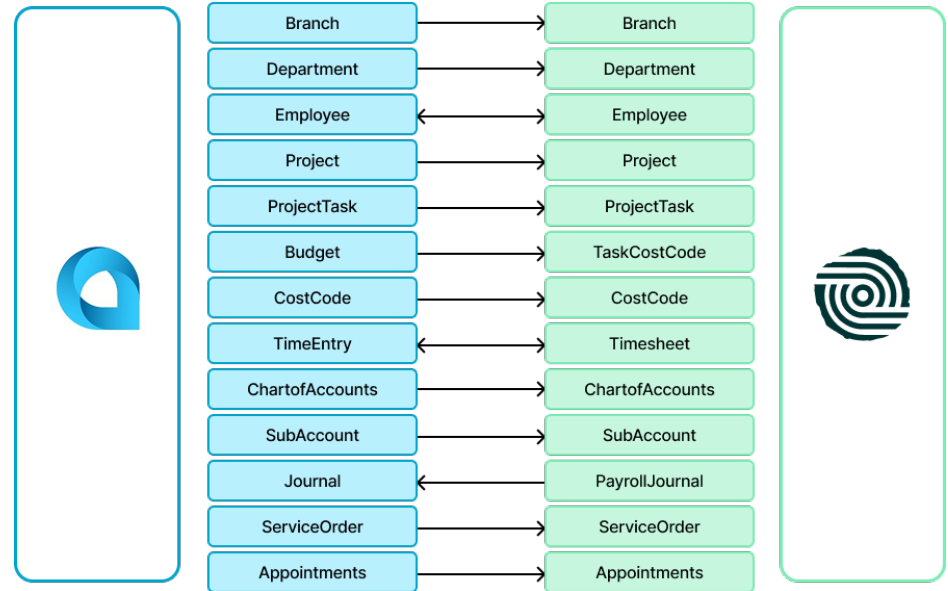 Branch Branch
Department Department
Employee Employee
Project Project
ProjectTask ProjectTask
Budget TaskCostCode
CostCode CostCode
TimeEntry Timesheet
ChartofAccounts ChartofAccounts
SubAccount SubAccount
Journal PayrollJournal
ServiceOrder ServiceOrder
Appointments Appointments